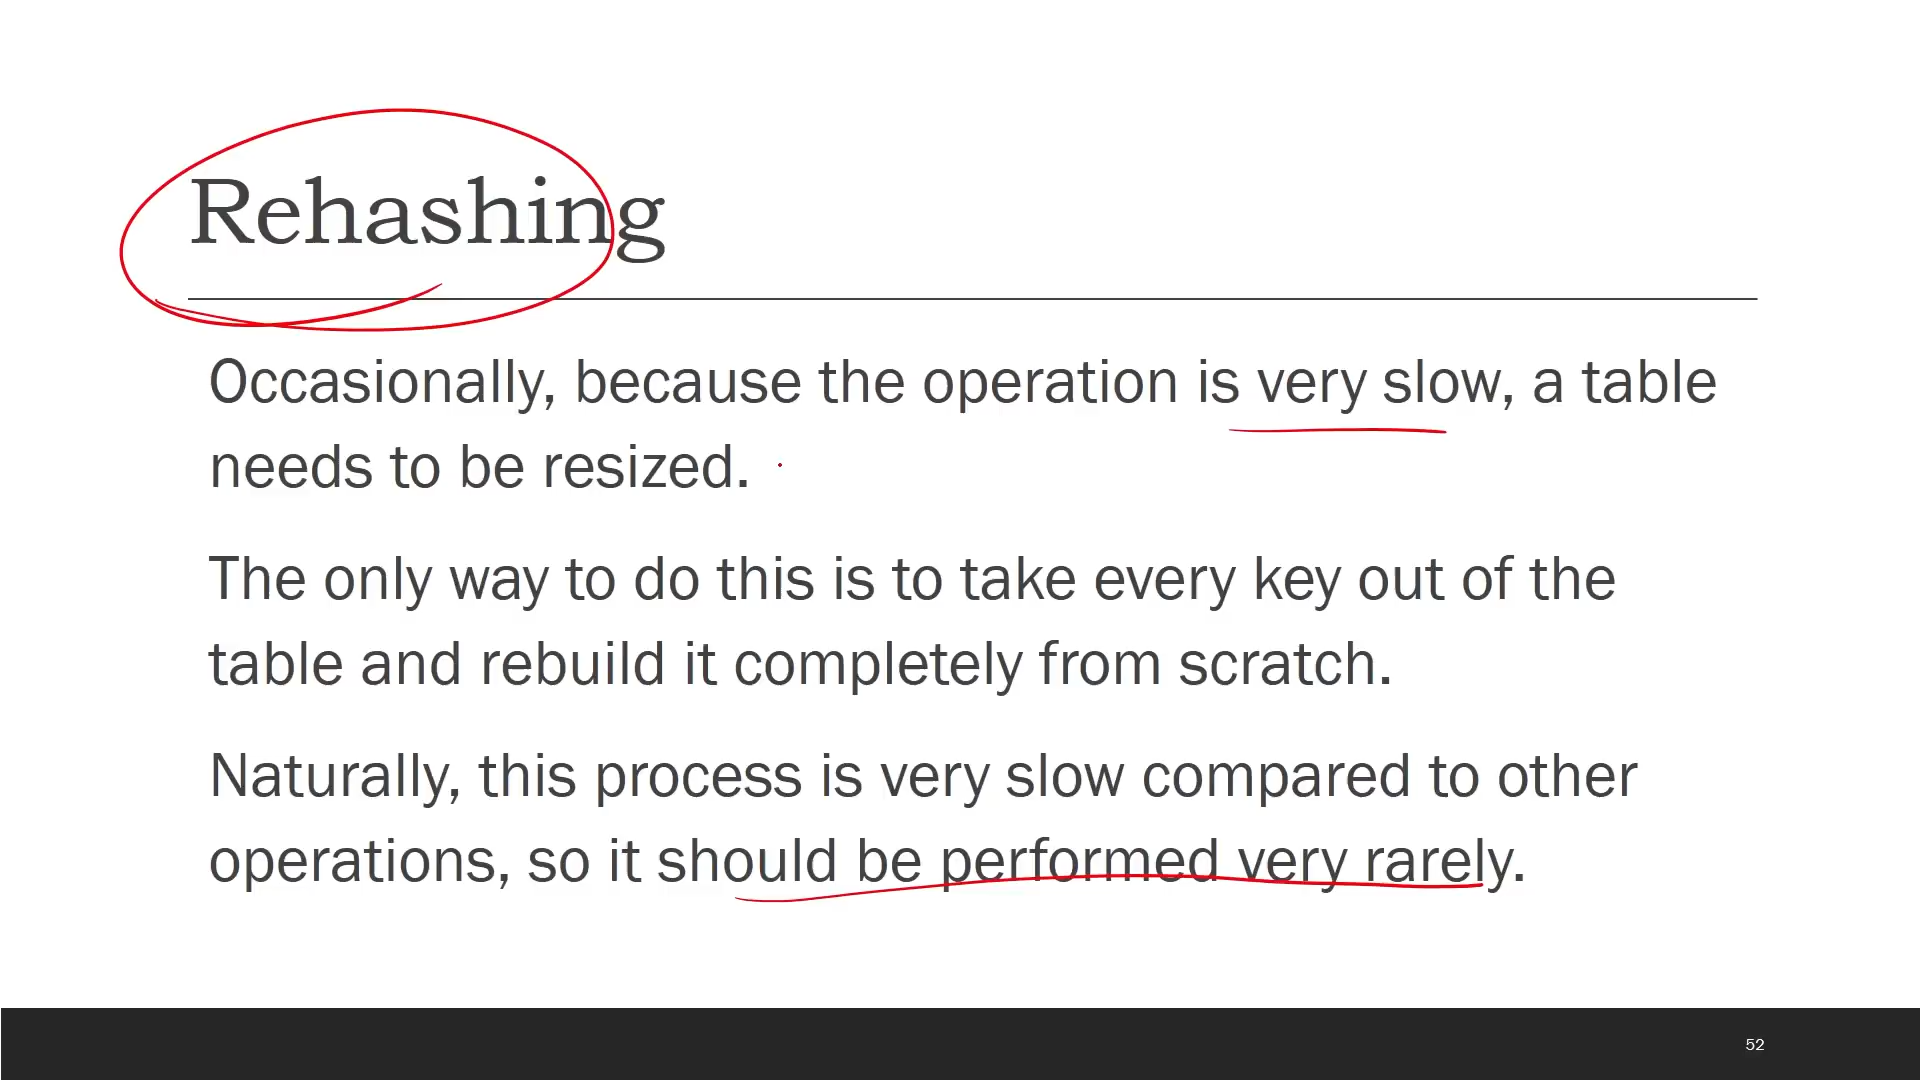 Rehashing
Occasionally, because the operation is very slow, a table
needs to be resized.
The only way to do this is to take every key out of the
table and rebuild it completely from scratch.
Naturally, this process is very slow compared to other
operations, so it should be performed very rarely.
52